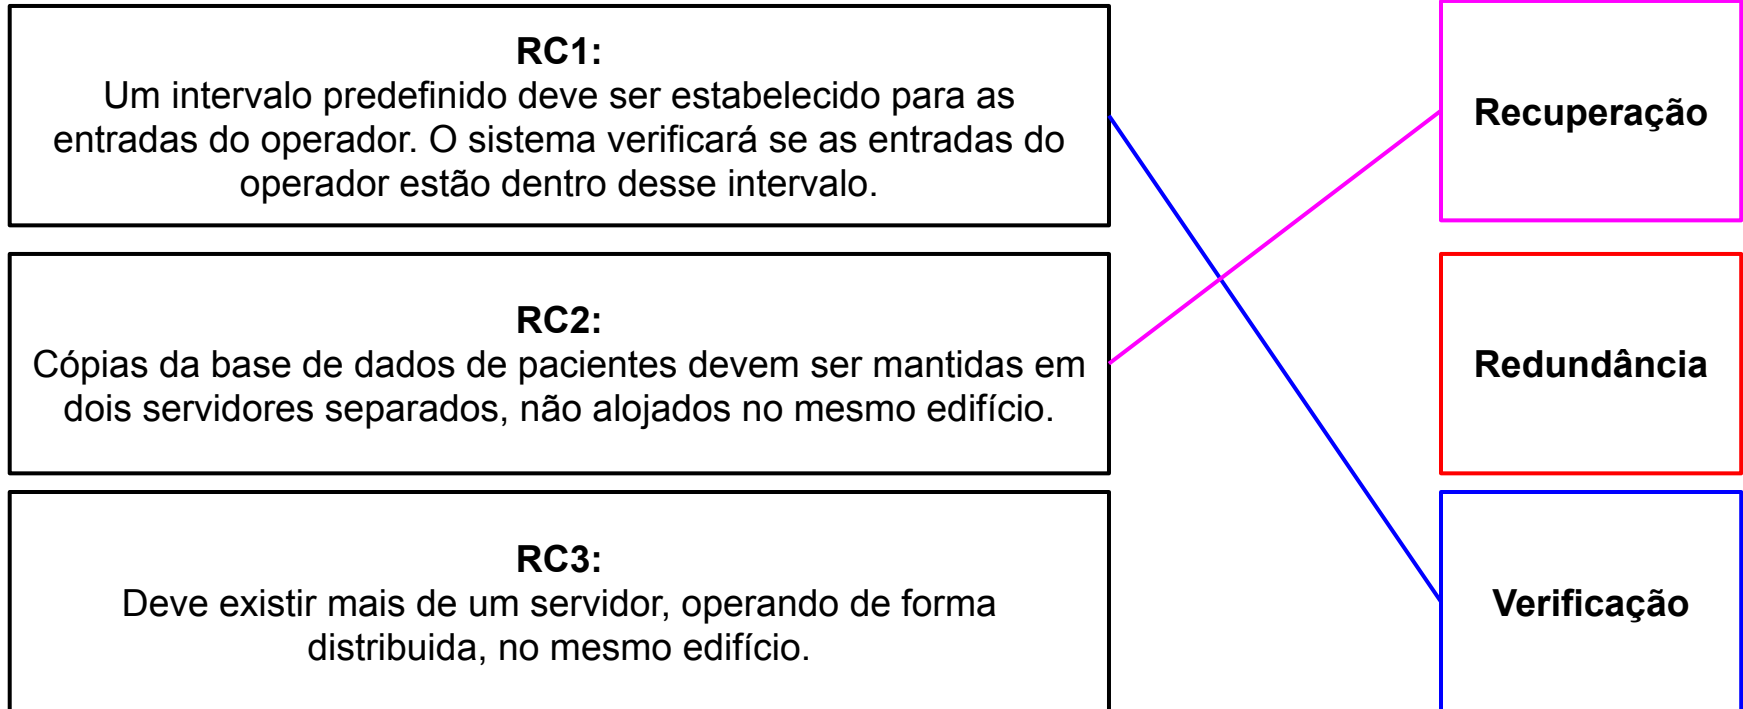 RC1:
Um intervalo predefinido deve ser estabelecido para as
entradas do operador. O sistema verificará se as entradas do
operador estão dentro desse intervalo.
Recuperação
RC2:
Cópias da base de dados de pacientes devem ser mantidas em
dois servidores separados, não alojados no mesmo edifício.
Redundância
RC3:
Deve existir mais de um servidor, operando de forma
distribuida, no mesmo edifício.
Verificação